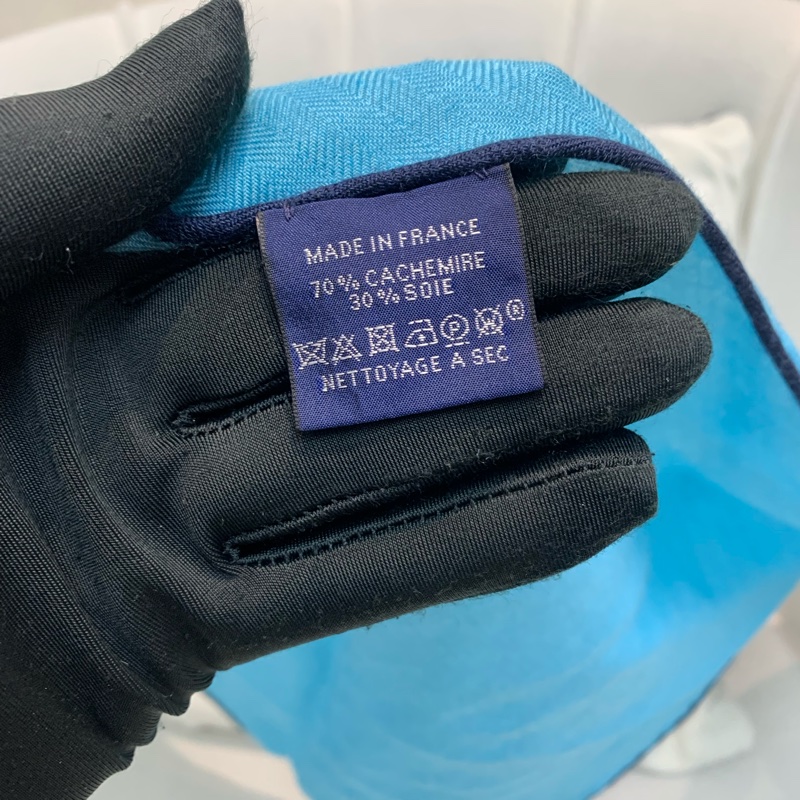 MADE IN FRANCE
70% CACHEMIRE
30% SOIE
P W ®
NETTOYAGE A SEC